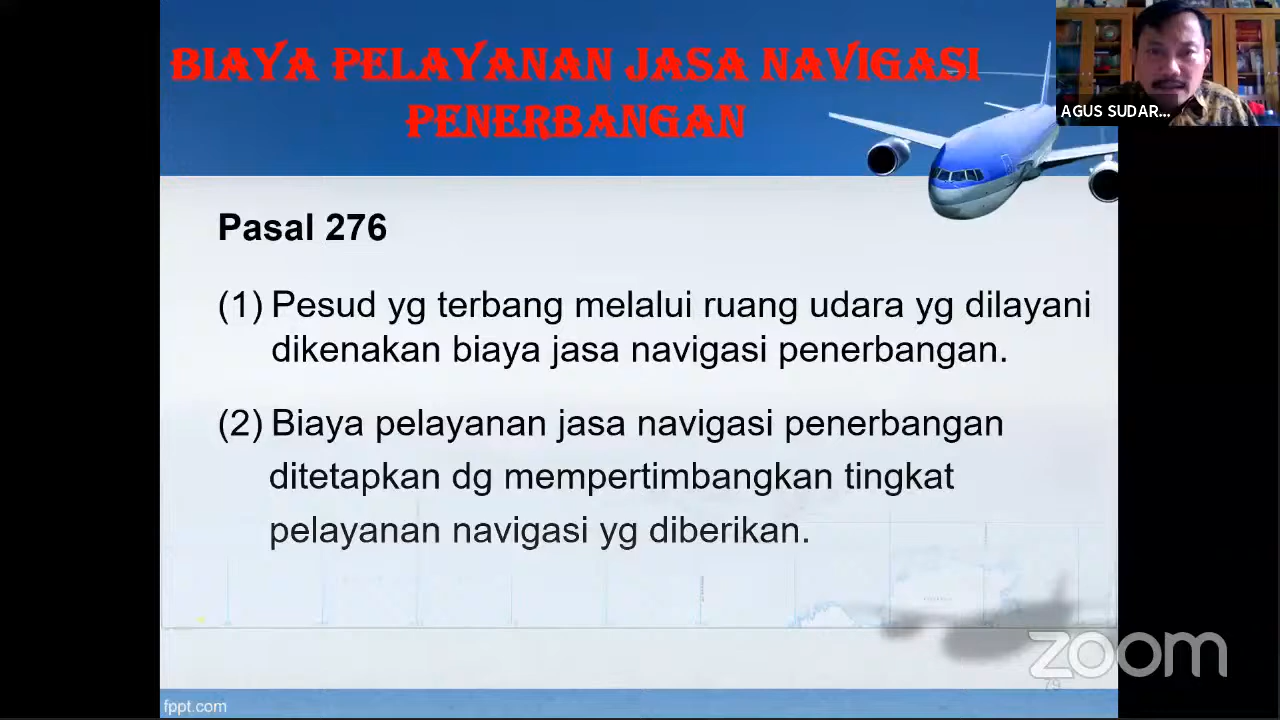 BIAYA PELAYANAN JASA NAVIGASI
PENERBANGAN
AGUS SUDAR...
Pasal 276
(1) Pesud yg terbang melalui ruang udara yg dilayani
dikenakan biaya jasa navigasi penerbangan.
(2) Biaya pelayanan jasa navigasi penerbangan
ditetapkan dg mempertimbangkan tingkat
pelayanan navigasi yg diberikan.
zoom
79
fppt.com